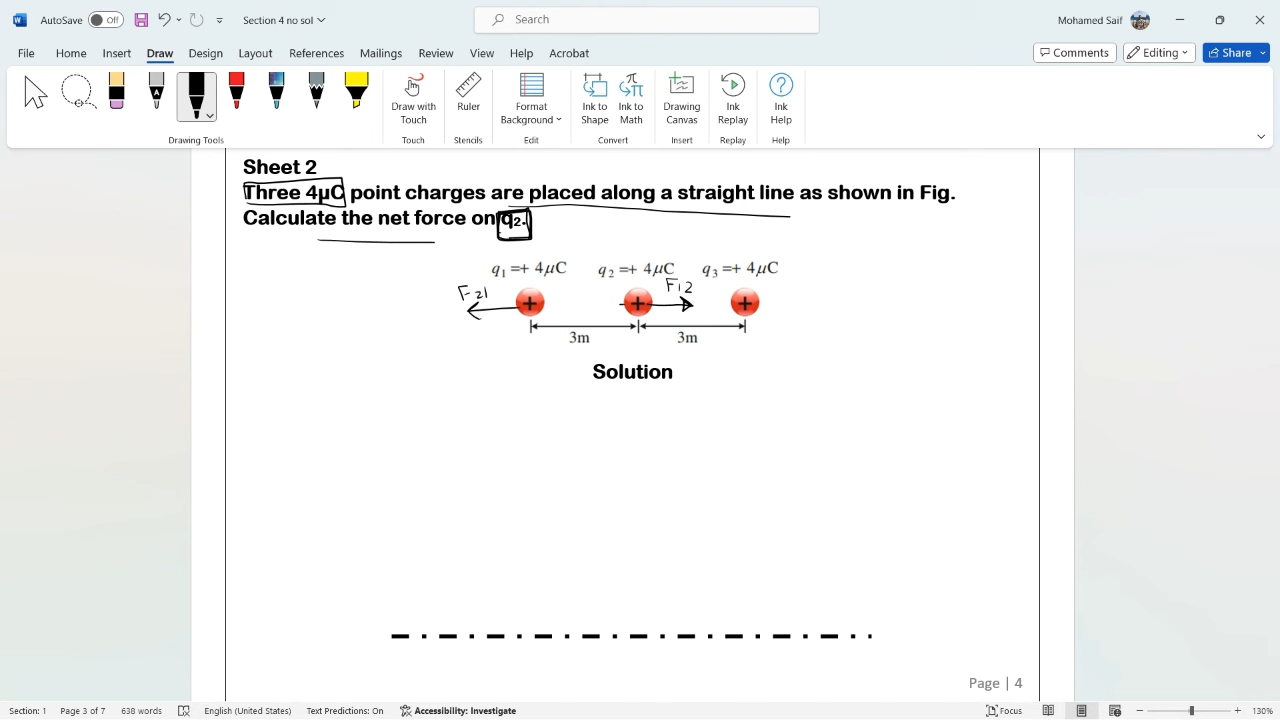 AutoSave Off Section 4 no sol Search Mohamed Saif
File Home Insert Draw Design Layout References Mailings Review View Help Acrobat Comments Editing Share
Draw with Touch Ruler Format Background Ink to Shape Ink to Math Drawing Canvas Ink Replay Ink Help
Drawing Tools Touch Stencils Edit Convert Insert Replay Help
Sheet 2
Three 4µC point charges are placed along a straight line as shown in Fig.
Calculate the net force on q2.
q1 =+ 4µC q2 =+ 4µC q3 =+ 4µC
F21 F12
+ + +
3m 3m
Solution
Page | 4
Section: 1 Page 3 of 7 638 words English (United States) Text Predictions: On Accessibility: Investigate Focus 130%